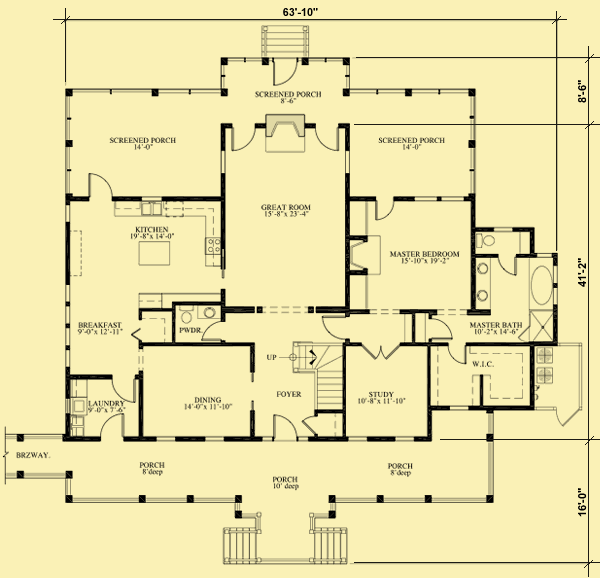 63'-10"
SCREENED PORCH
8'-6"
8'-6"
SCREENED PORCH
14'-0"
SCREENED PORCH
14'-0"
GREAT ROOM
15'-8 x 23'-4"
KITCHEN
19'-8" x 14'-0"
MASTER BEDROOM
15'-10" x 19'-2"
41'-2"
BREAKFAST
9'-0" x 12'-11"
PWDR.
MASTER BATH
10'-2" x 14'-6"
UP
W.I.C.
LAUNDRY
9'-0" x 7'-6"
DINING
14'-0" x 11'-10"
FOYER
STUDY
10'-8" x 11'-10"
BRZWAY.
PORCH
8'deep
PORCH
10' deep
PORCH
8'deep
16'-0"